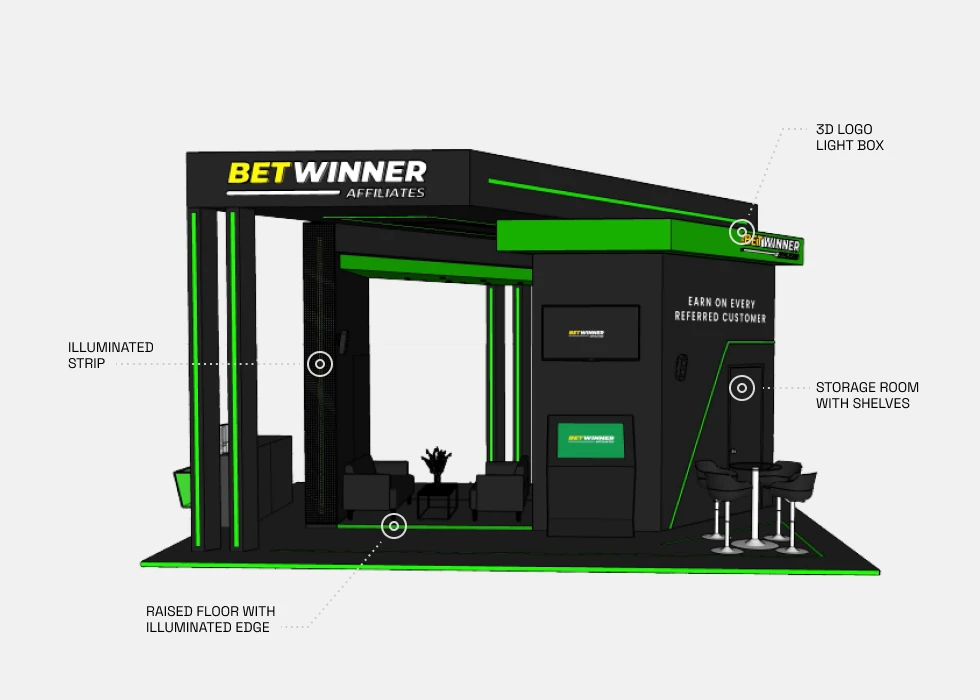 3D LOGO
LIGHT BOX
BETWINNER
AFFILIATES
BETWINNER
EARN ON EVERY
REFERRED CUSTOMER
BETWINNER
ILLUMINATED
STRIP
STORAGE ROOM
WITH SHELVES
BETWINNER
RAISED FLOOR WITH
ILLUMINATED EDGE